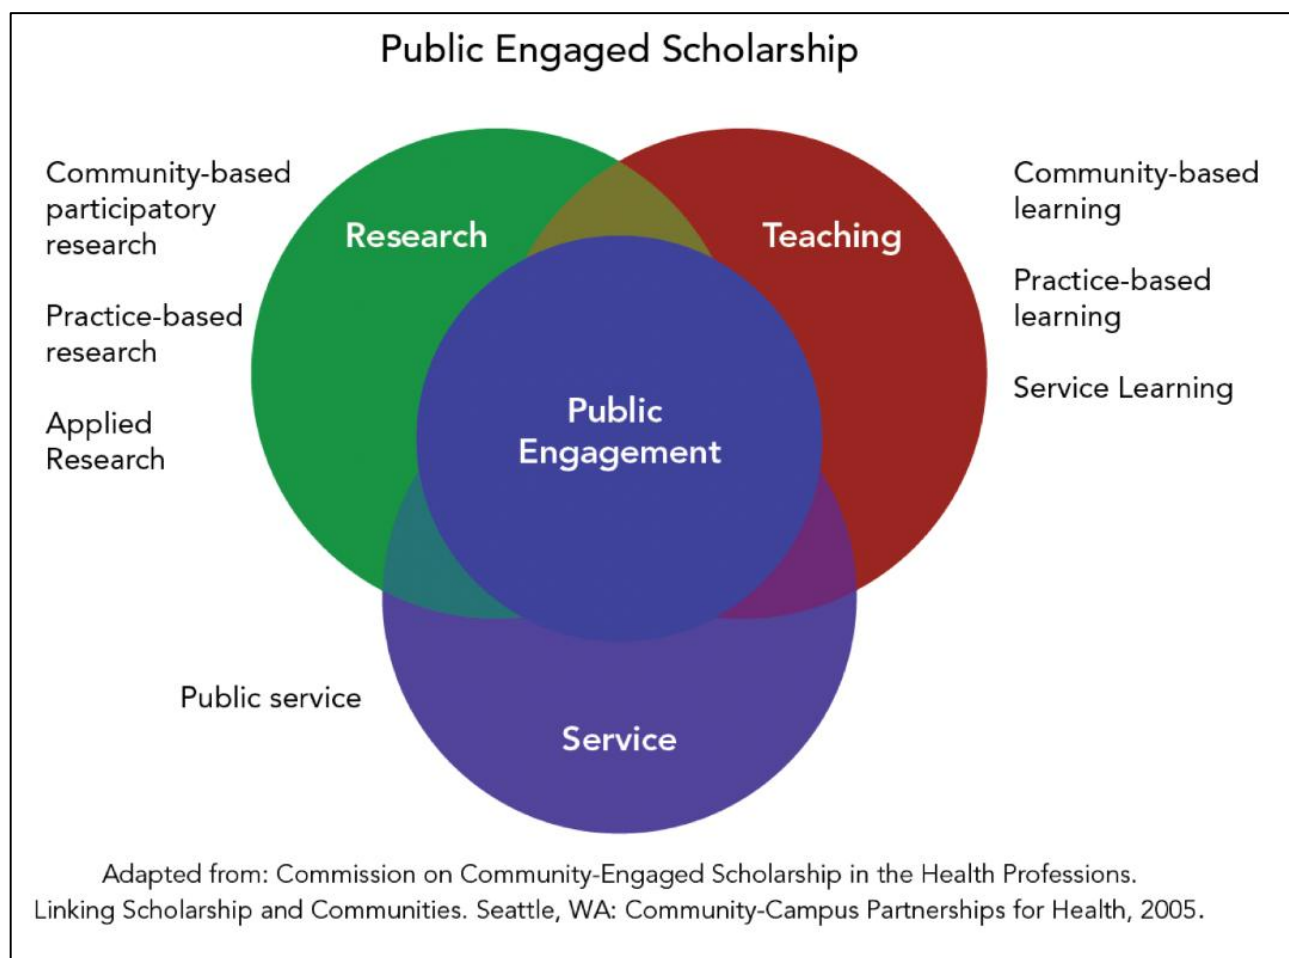 Public Engaged Scholarship
Community-based
participatory
research
Practice-based
research
Applied
Research
Research
Teaching
Community-based
learning
Practice-based
learning
Service Learning
Public
Engagement
Public service
Service
Adapted from: Commission on Community-Engaged Scholarship in the Health Professions.
Linking Scholarship and Communities. Seattle, WA: Community-Campus Partnerships for Health, 2005.